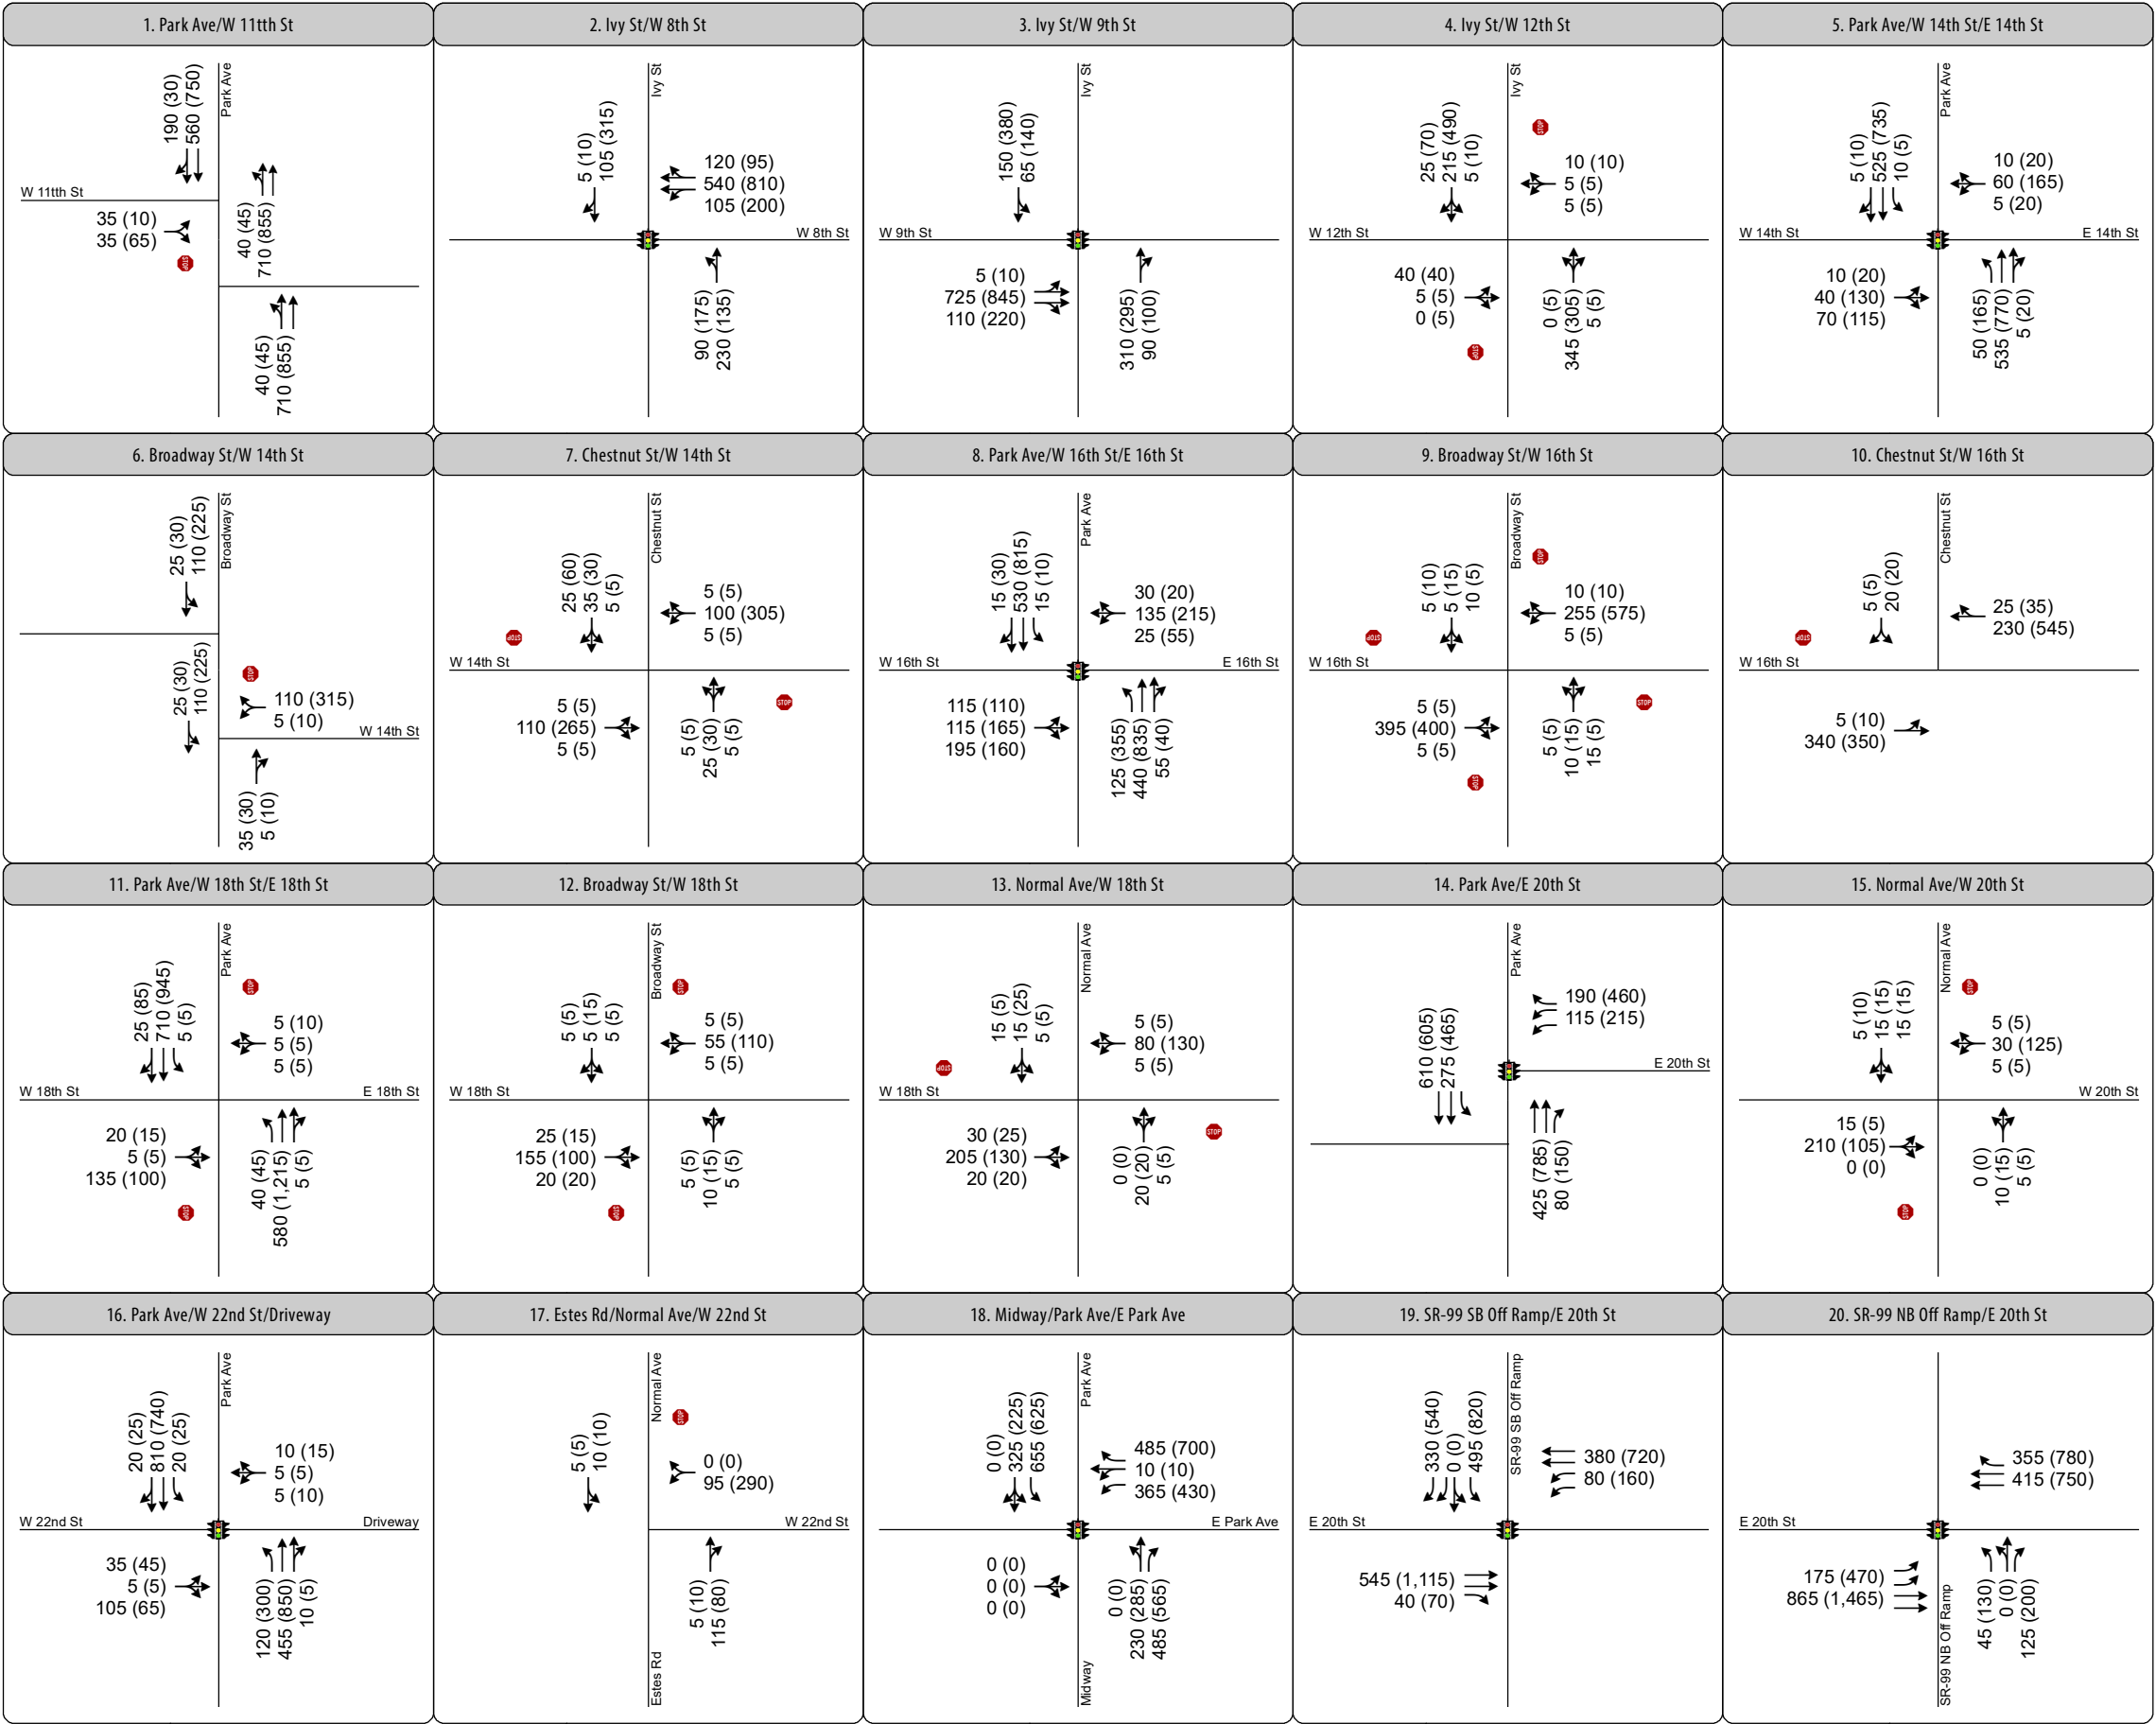 1. Park Ave/W 11tth St
190 (30)
560 (750)
Park Ave
W 11tth St
35 (10)
35 (65)
STOP
40 (45)
710 (855)
40 (45)
710 (855)
2. Ivy St/W 8th St
5 (10)
105 (315)
Ivy St
120 (95)
540 (810)
105 (200)
W 8th St
90 (175)
230 (135)
3. Ivy St/W 9th St
150 (380)
65 (140)
Ivy St
W 9th St
5 (10)
725 (845)
110 (220)
310 (295)
90 (100)
4. Ivy St/W 12th St
25 (70)
215 (490)
5 (10)
Ivy St
STOP
10 (10)
5 (5)
5 (5)
W 12th St
40 (40)
5 (5)
0 (5)
STOP
0 (5)
345 (305)
5 (5)
5. Park Ave/W 14th St/E 14th St
5 (10)
525 (735)
10 (5)
Park Ave
10 (20)
60 (165)
5 (20)
W 14th St
E 14th St
10 (20)
40 (130)
70 (115)
50 (165)
535 (770)
5 (20)
6. Broadway St/W 14th St
25 (30)
110 (225)
Broadway St
25 (30)
110 (225)
STOP
110 (315)
5 (10)
W 14th St
35 (30)
5 (10)
7. Chestnut St/W 14th St
25 (60)
35 (30)
5 (5)
Chestnut St
STOP
5 (5)
100 (305)
5 (5)
W 14th St
5 (5)
110 (265)
5 (5)
5 (5)
25 (30)
5 (5)
STOP
8. Park Ave/W 16th St/E 16th St
15 (30)
530 (815)
15 (10)
Park Ave
30 (20)
135 (215)
25 (55)
W 16th St
E 16th St
115 (110)
115 (165)
195 (160)
125 (355)
440 (835)
55 (40)
9. Broadway St/W 16th St
5 (10)
5 (15)
10 (5)
Broadway St
STOP
STOP
10 (10)
255 (575)
5 (5)
W 16th St
5 (5)
395 (400)
5 (5)
STOP
5 (5)
10 (15)
15 (5)
STOP
10. Chestnut St/W 16th St
5 (5)
20 (20)
Chestnut St
STOP
25 (35)
230 (545)
W 16th St
5 (10)
340 (350)
11. Park Ave/W 18th St/E 18th St
25 (85)
710 (945)
5 (5)
Park Ave
STOP
5 (10)
5 (5)
5 (5)
W 18th St
E 18th St
20 (15)
5 (5)
135 (100)
STOP
40 (45)
580 (1,215)
5 (5)
12. Broadway St/W 18th St
5 (5)
5 (15)
5 (5)
Broadway St
STOP
5 (5)
55 (110)
5 (5)
W 18th St
25 (15)
155 (100)
20 (20)
STOP
5 (5)
10 (15)
5 (5)
13. Normal Ave/W 18th St
15 (5)
15 (25)
5 (5)
Normal Ave
STOP
5 (5)
80 (130)
5 (5)
W 18th St
30 (25)
205 (130)
20 (20)
0 (0)
20 (20)
5 (5)
STOP
14. Park Ave/E 20th St
610 (605)
275 (465)
Park Ave
190 (460)
115 (215)
E 20th St
425 (785)
80 (150)
15. Normal Ave/W 20th St
5 (10)
15 (15)
15 (15)
Normal Ave
STOP
5 (5)
30 (125)
5 (5)
W 20th St
15 (5)
210 (105)
0 (0)
STOP
0 (0)
10 (15)
5 (5)
16. Park Ave/W 22nd St/Driveway
20 (25)
810 (740)
20 (25)
Park Ave
10 (15)
5 (5)
5 (10)
W 22nd St
Driveway
35 (45)
5 (5)
105 (65)
120 (300)
455 (850)
10 (5)
17. Estes Rd/Normal Ave/W 22nd St
5 (5)
10 (10)
Normal Ave
STOP
0 (0)
95 (290)
W 22nd St
5 (10)
115 (80)
Estes Rd
18. Midway/Park Ave/E Park Ave
0 (0)
325 (225)
655 (625)
Park Ave
485 (700)
10 (10)
365 (430)
E Park Ave
0 (0)
0 (0)
0 (0)
0 (0)
230 (285)
485 (565)
Midway
19. SR-99 SB Off Ramp/E 20th St
330 (540)
0 (0)
495 (820)
SR-99 SB Off Ramp
380 (720)
80 (160)
E 20th St
545 (1,115)
40 (70)
20. SR-99 NB Off Ramp/E 20th St
355 (780)
415 (750)
E 20th St
175 (470)
865 (1,465)
SR-99 NB Off Ramp
45 (130)
0 (0)
125 (200)